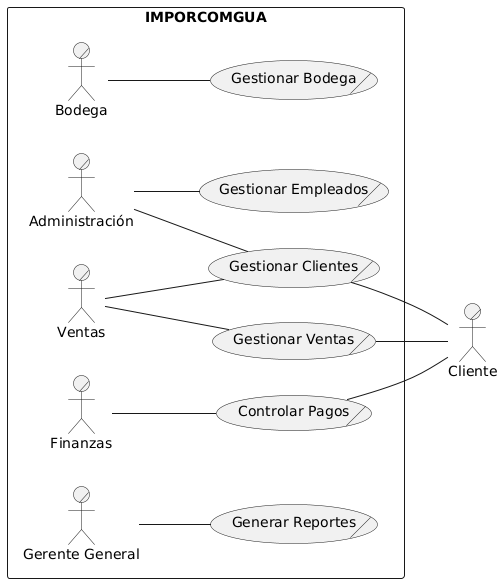 IMPORCOMGUA
Gestionar Bodega
Bodega
Gestionar Empleados
Administración
Gestionar Clientes
Ventas
Gestionar Ventas
Cliente
Controlar Pagos
Finanzas
Generar Reportes
Gerente General